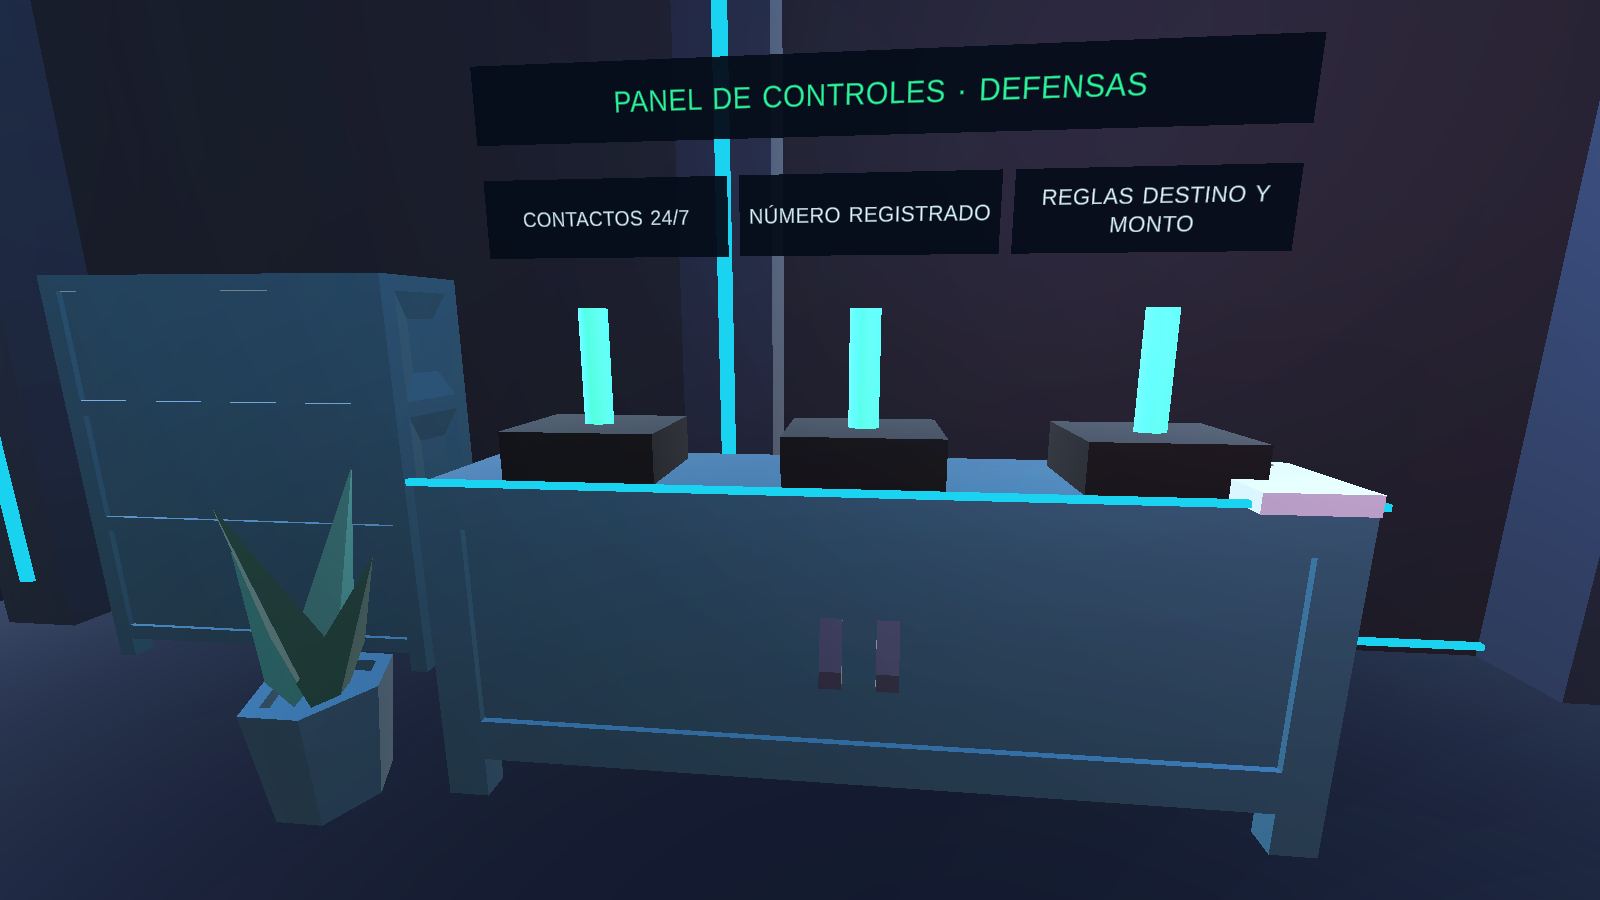 PANEL DE CONTROLES · DEFENSAS
CONTACTOS 24/7
NÚMERO REGISTRADO
REGLAS DESTINO Y
MONTO